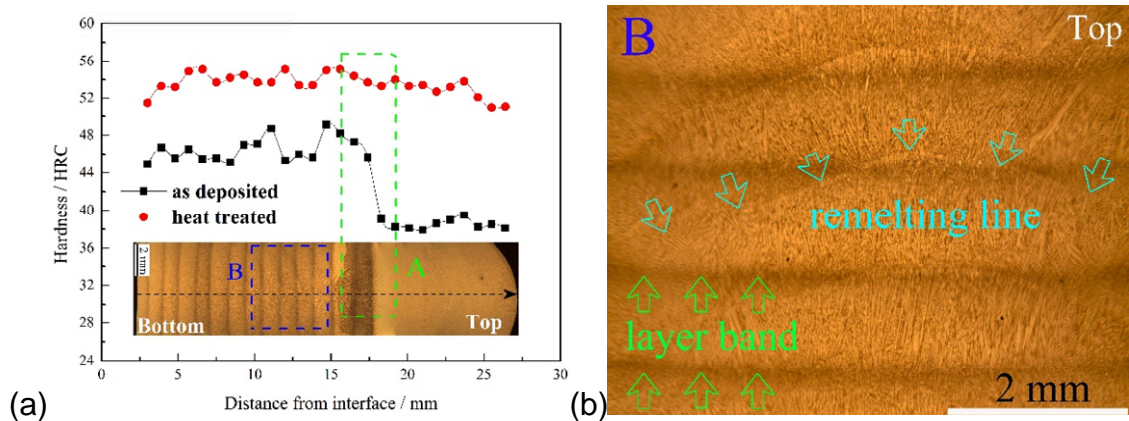 60
56
52
48
44
40
36
32
28
24
Hardness / HRC
as deposited
heat treated
2 mm
B
A
Bottom
Top
0
5
10
15
20
25
30
Distance from interface / mm
(a)
B
Top
remelting line
layer band
2 mm
(b)